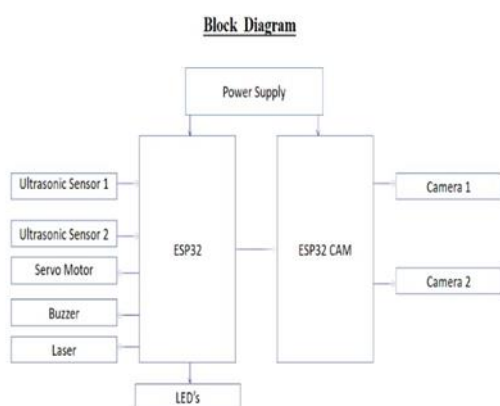 Block Diagram
Power Supply
Ultrasonic Sensor 1
Ultrasonic Sensor 2
Servo Motor
Buzzer
Laser
ESP32
ESP32 CAM
Camera 1
Camera 2
LED's